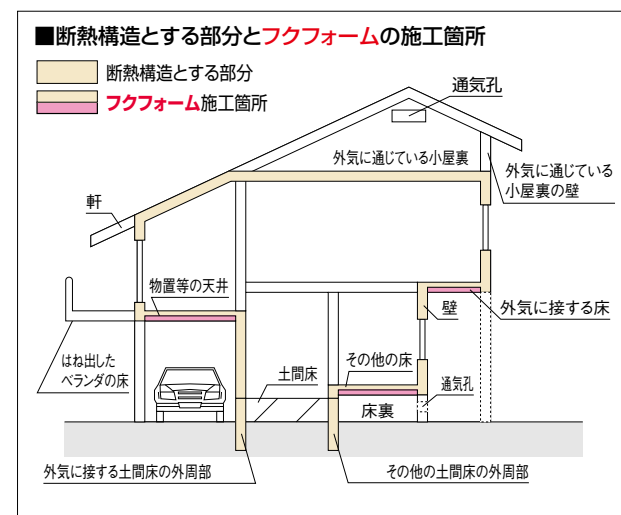 ■断熱構造とする部分とフクフォームの施工箇所
断熱構造とする部分
フクフォーム施工箇所
通気孔
外気に通じている小屋裏
外気に通じている
小屋裏の壁
軒
物置等の天井
壁
外気に接する床
はね出した
ベランダの床
土間床
その他の床
通気孔
床裏
外気に接する土間床の外周部
その他の土間床の外周部